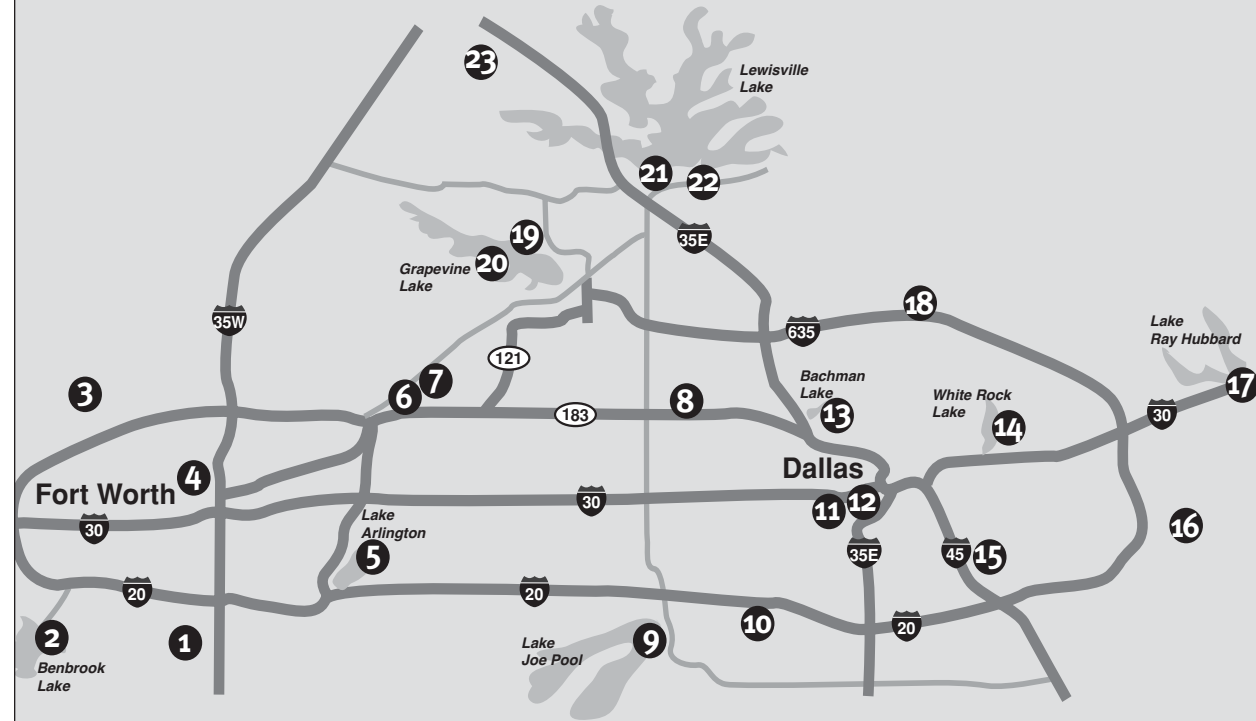 23
Lewisville
Lake
21
22
19
35E
20
Grapevine
Lake
18
35W
635
Lake
Ray Hubbard
121
3
6
7
8
Bachman
Lake
13
White Rock
Lake
17
30
183
14
Dallas
4
Fort Worth
30
30
11
12
16
Lake
Arlington
5
35E
45
15
20
20
10
20
1
2
Benbrook
Lake
Lake
Joe Pool
9